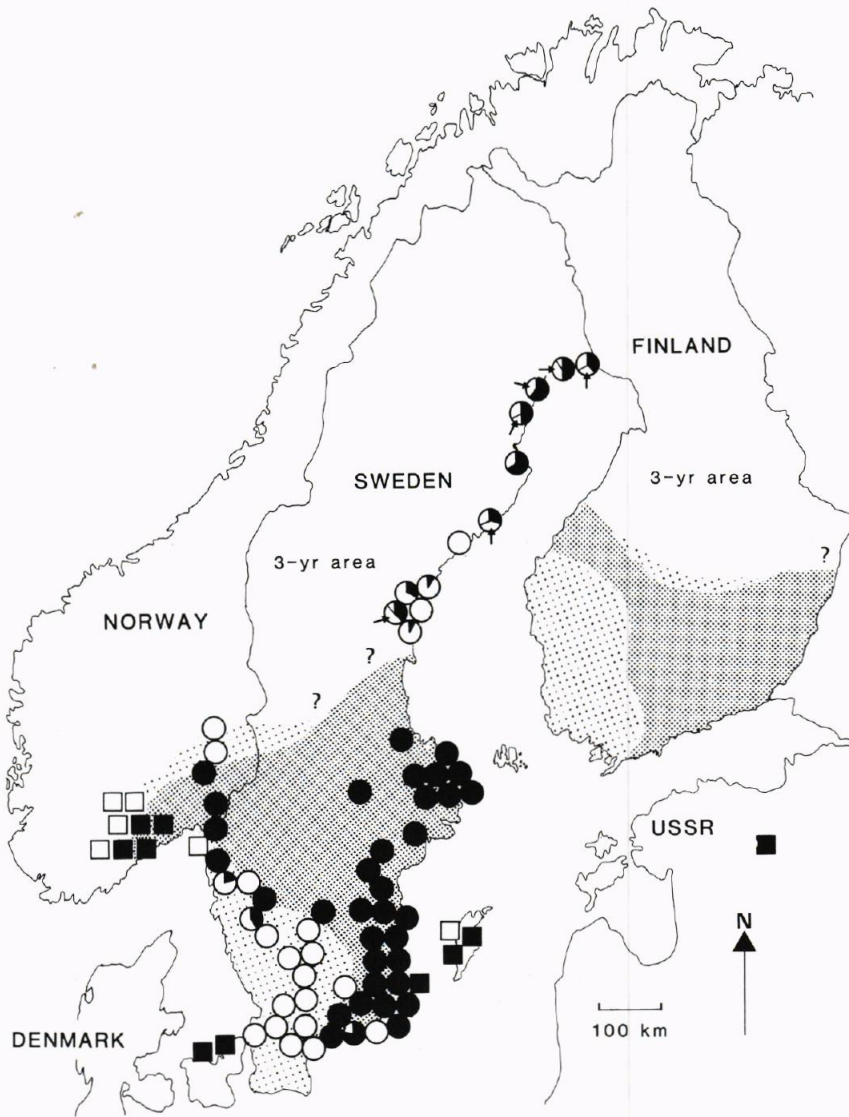 FINLAND
SWEDEN
3-yr area
3-yr area
?
NORWAY
?
?
USSR
N
DENMARK
100 km